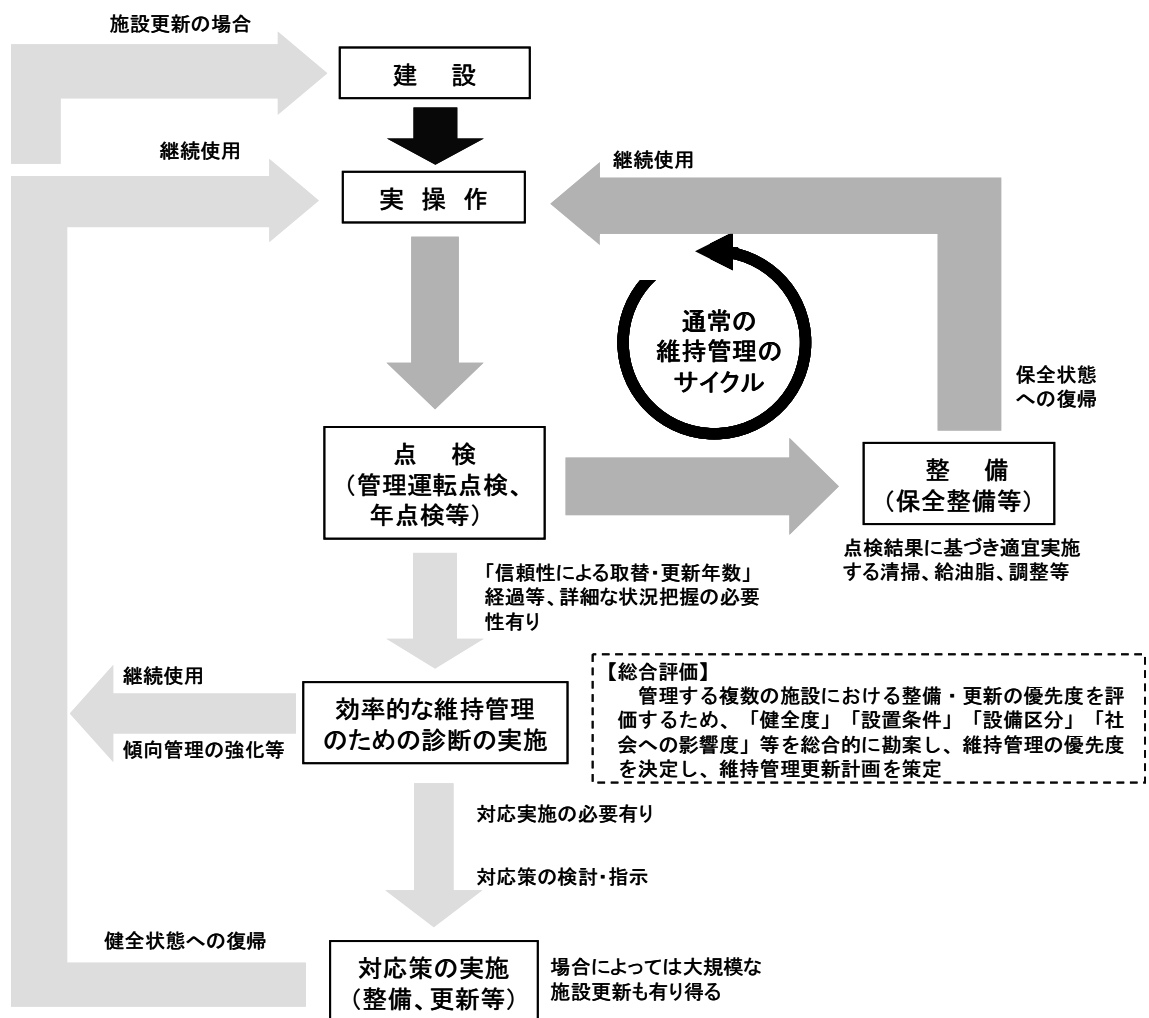 施設更新の場合
建　設
継続使用
継続使用
実 操 作
通常の
維持管理の
サイクル
保全状態
への復帰
点　検
（管理運転点検、
年点検等）
整　備
（保全整備等）
点検結果に基づき適宜実施
する清掃、給油脂、調整等
「信頼性による取替・更新年数」
経過等、詳細な状況把握の必要
性有り
継続使用
傾向管理の強化等
効率的な維持管理
のための診断の実施
【総合評価】
管理する複数の施設における整備・更新の優先度を評
価するため、「健全度」「設置条件」「設備区分」「社
会への影響度」等を総合的に勘案し、維持管理の優先度
を決定し、維持管理更新計画を策定
対応実施の必要有り
対応策の検討・指示
健全状態への復帰
対応策の実施
（整備、更新等）
場合によっては大規模な
施設更新も有り得る